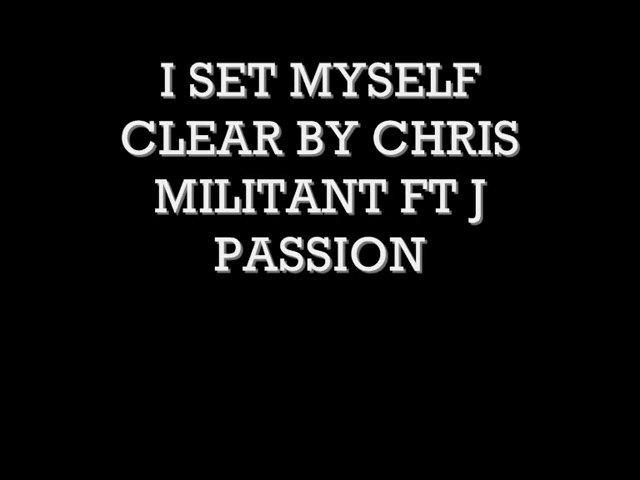 I SET MYSELF
CLEAR BY CHRIS
MILITANT FT J
PASSION